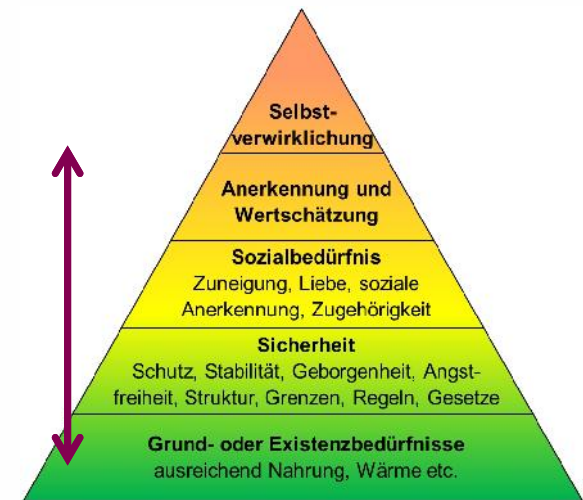 Selbst-
verwirklichung
Anerkennung und
Wertschätzung
Sozialbedürfnis
Zuneigung, Liebe, soziale
Anerkennung, Zugehörigkeit
Sicherheit
Schutz, Stabilität, Geborgenheit, Angst-
freiheit, Struktur, Grenzen, Regeln, Gesetze
Grund- oder Existenzbedürfnisse
ausreichend Nahrung, Wärme etc.